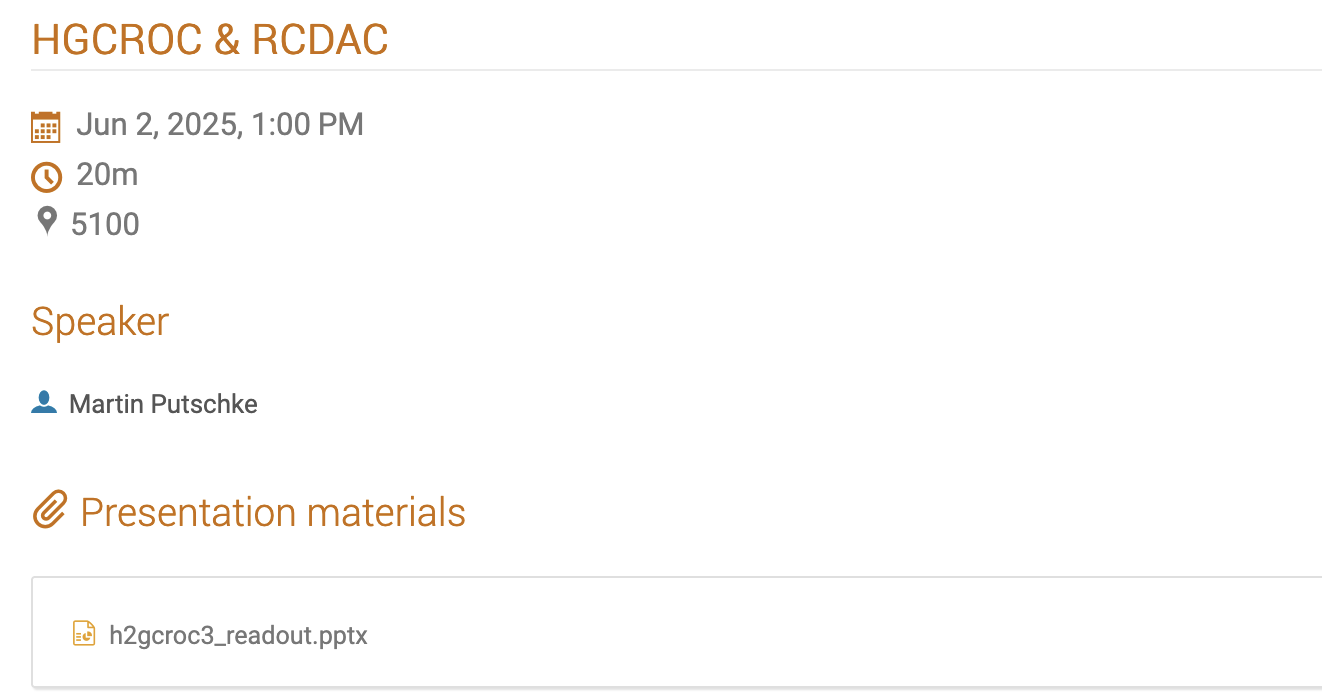 HGCROC & RCDAC
Jun 2, 2025, 1:00 PM
20m
5100
Speaker
Martin Putschke
Presentation materials
h2gcroc3_readout.pptx